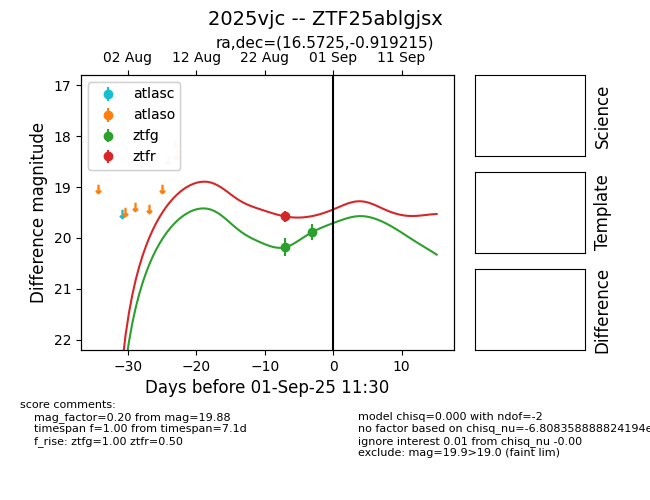 2025vjc -- ZTF25ablgjsx
ra,dec=(16.5725,-0.919215)
02 Aug 12 Aug 22 Aug 01 Sep 11 Sep
17
18
19
20
21
22
Difference magnitude
atlasc
atlaso
ztfg
ztfr
−30 −20 −10 0 10
Days before 01-Sep-25 11:30
Science
Template
Difference
score comments:
mag_factor=0.20 from mag=19.88
timespan f=1.00 from timespan=7.1d
f_rise: ztfg=1.00 ztfr=0.50
model chisq=0.000 with ndof=-2
no factor based on chisq_nu=-6.808358888824194e
ignore interest 0.01 from chisq_nu -0.00
exclude: mag=19.9>19.0 (faint lim)